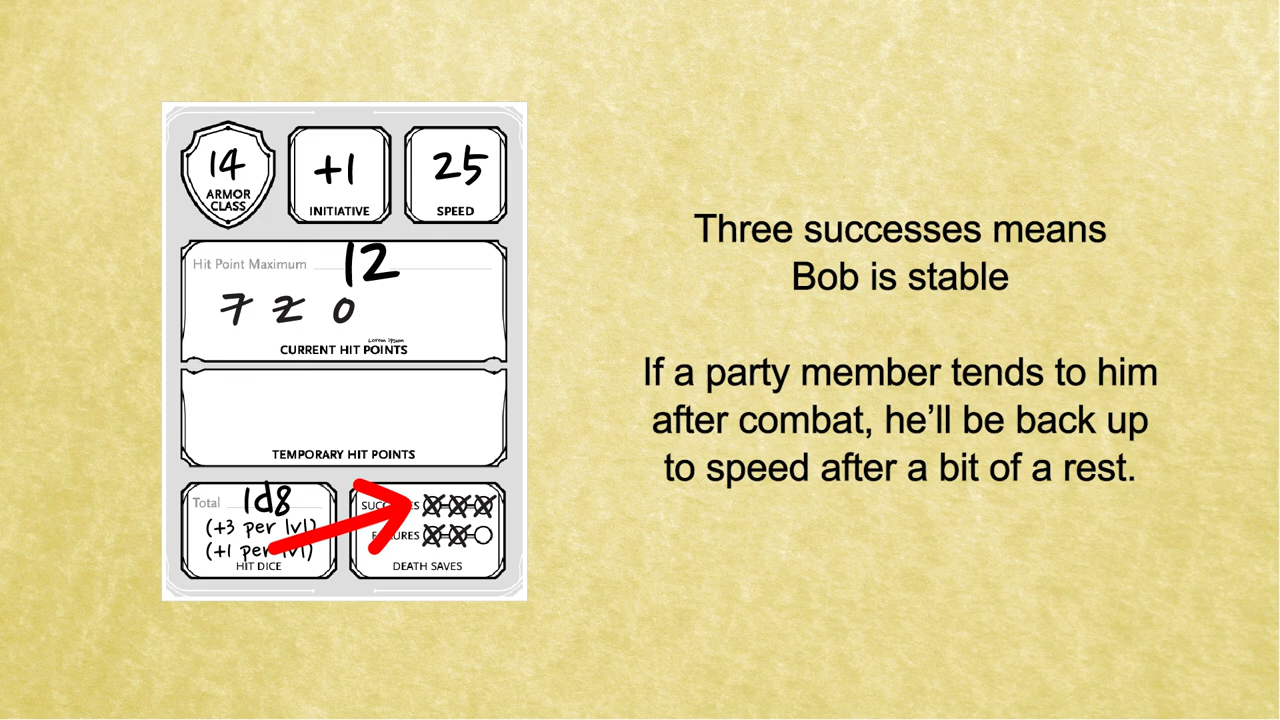 14
ARMOR
CLASS
+1
INITIATIVE
25
SPEED
Hit Point Maximum 12
7 2 0
Lorem Ipsum
CURRENT HIT POINTS
TEMPORARY HIT POINTS
Total 1d8
(+3 per lvl)
(+1 per lvl)
HIT DICE
SUCCESSES
FAILURES
DEATH SAVES
Three successes means
Bob is stable
If a party member tends to him
after combat, he’ll be back up
to speed after a bit of a rest.